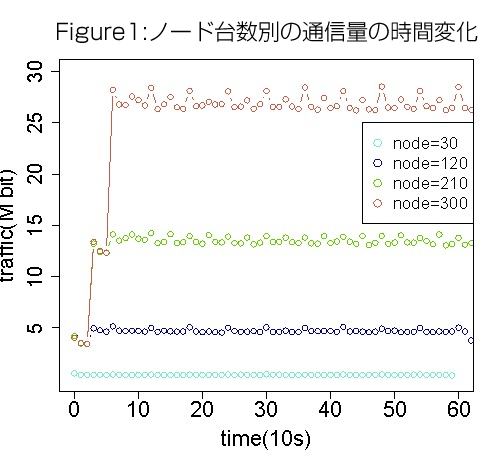 Figure1:ノード台数別の通信量の時間変化
traffic(M bit)
30
25
20
15
10
5
node=30
node=120
node=210
node=300
0 10 20 30 40 50 60
time(10s)